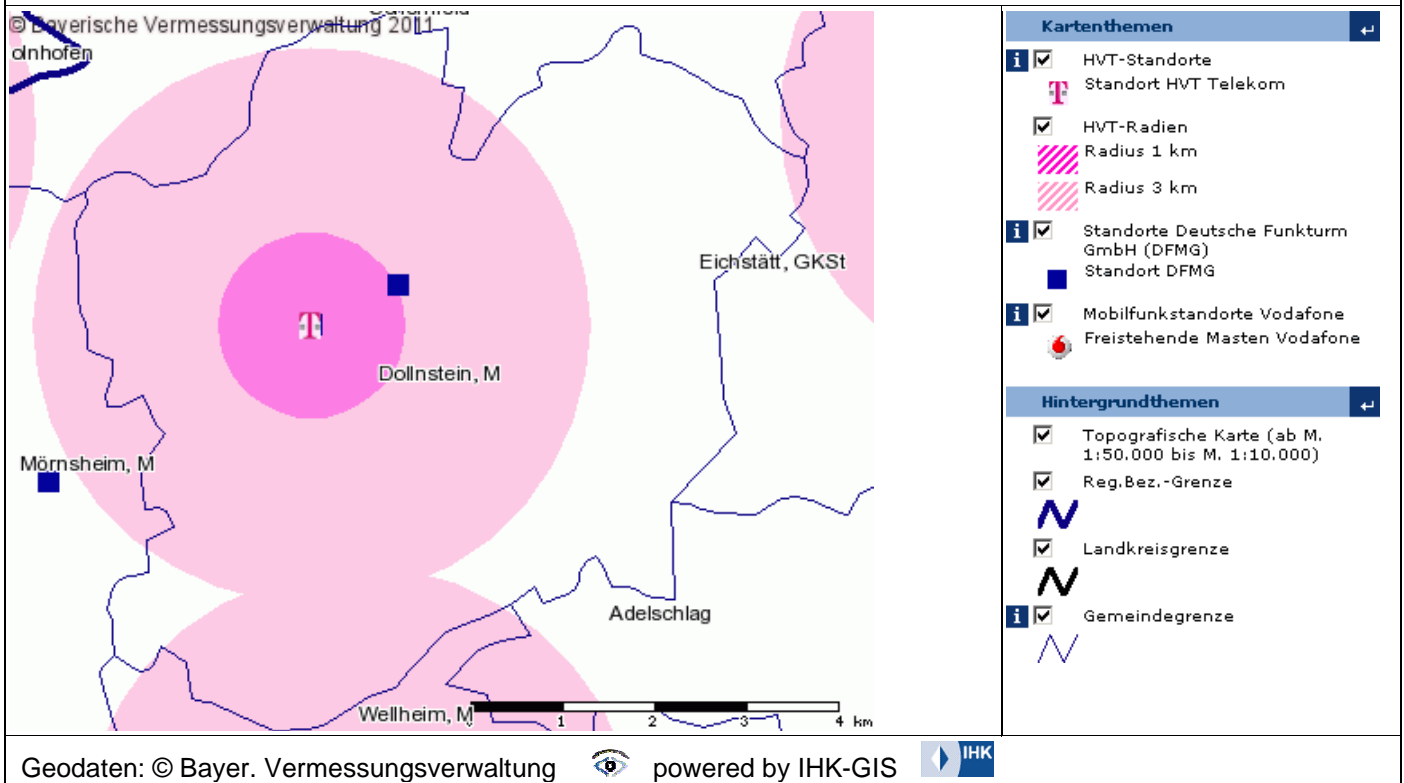 © Bayerische Vermessungsverwaltung 2011
olnhofen
Eichstätt, GKSt
Dollnstein, M
Mörnsheim, M
Adelschlag
Wellheim, M
1 2 3 4 km
Kartenthemen
i HVT-Standorte
T Standort HVT Telekom
HVT-Radien
Radius 1 km
Radius 3 km
i Standorte Deutsche Funkturm
GmbH (DFMG)
Standort DFMG
i Mobilfunkstandorte Vodafone
Freistehende Masten Vodafone
Hintergrundthemen
Topografische Karte (ab M.
1:50.000 bis M. 1:10.000)
Reg.Bez.-Grenze
Landkreisgrenze
i Gemeindegrenze
Geodaten: © Bayer. Vermessungsverwaltung powered by IHK-GIS IHK